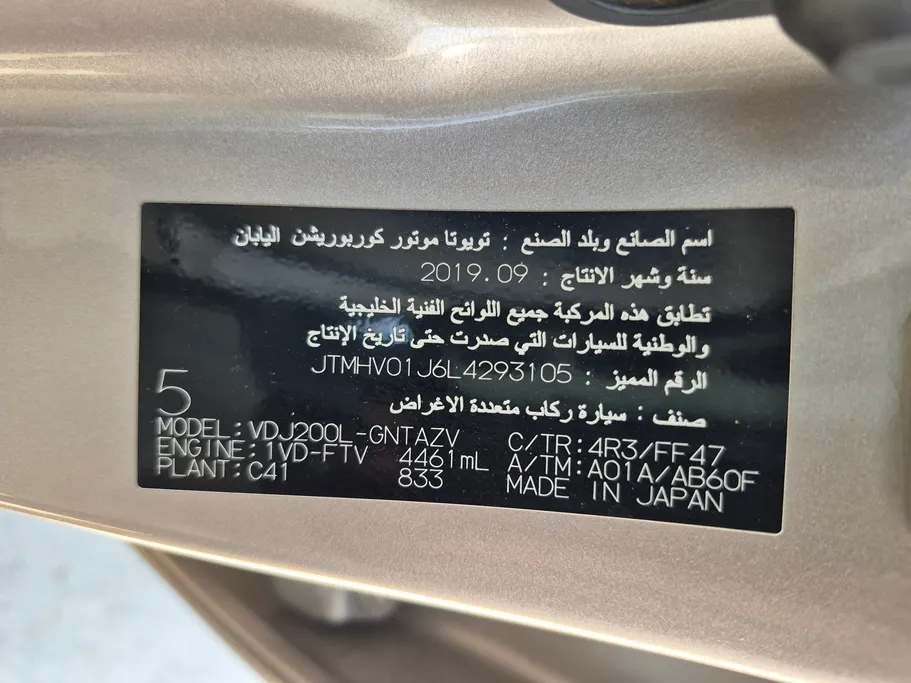 اسم الصانع وبلد الصنع : تويوتا موتور كوربوريشن اليابان
سنة وشهر الانتاج : 2019.09
تطابق هذه المركبة جميع اللوائح الفنية الخليجية
والوطنية للسيارات التي صدرت حتى تاريخ الإنتاج
الرقم المميز : JTMHV01J6L4293105
صنف : سيارة ركاب متعددة الاغراض
5
MODEL:VDJ200L-GNTAZV C/TR:4R3/FF47
ENGINE:1VD-FTV 4461mL A/TM:A01A/AB60F
PLANT:C41 833 MADE IN JAPAN